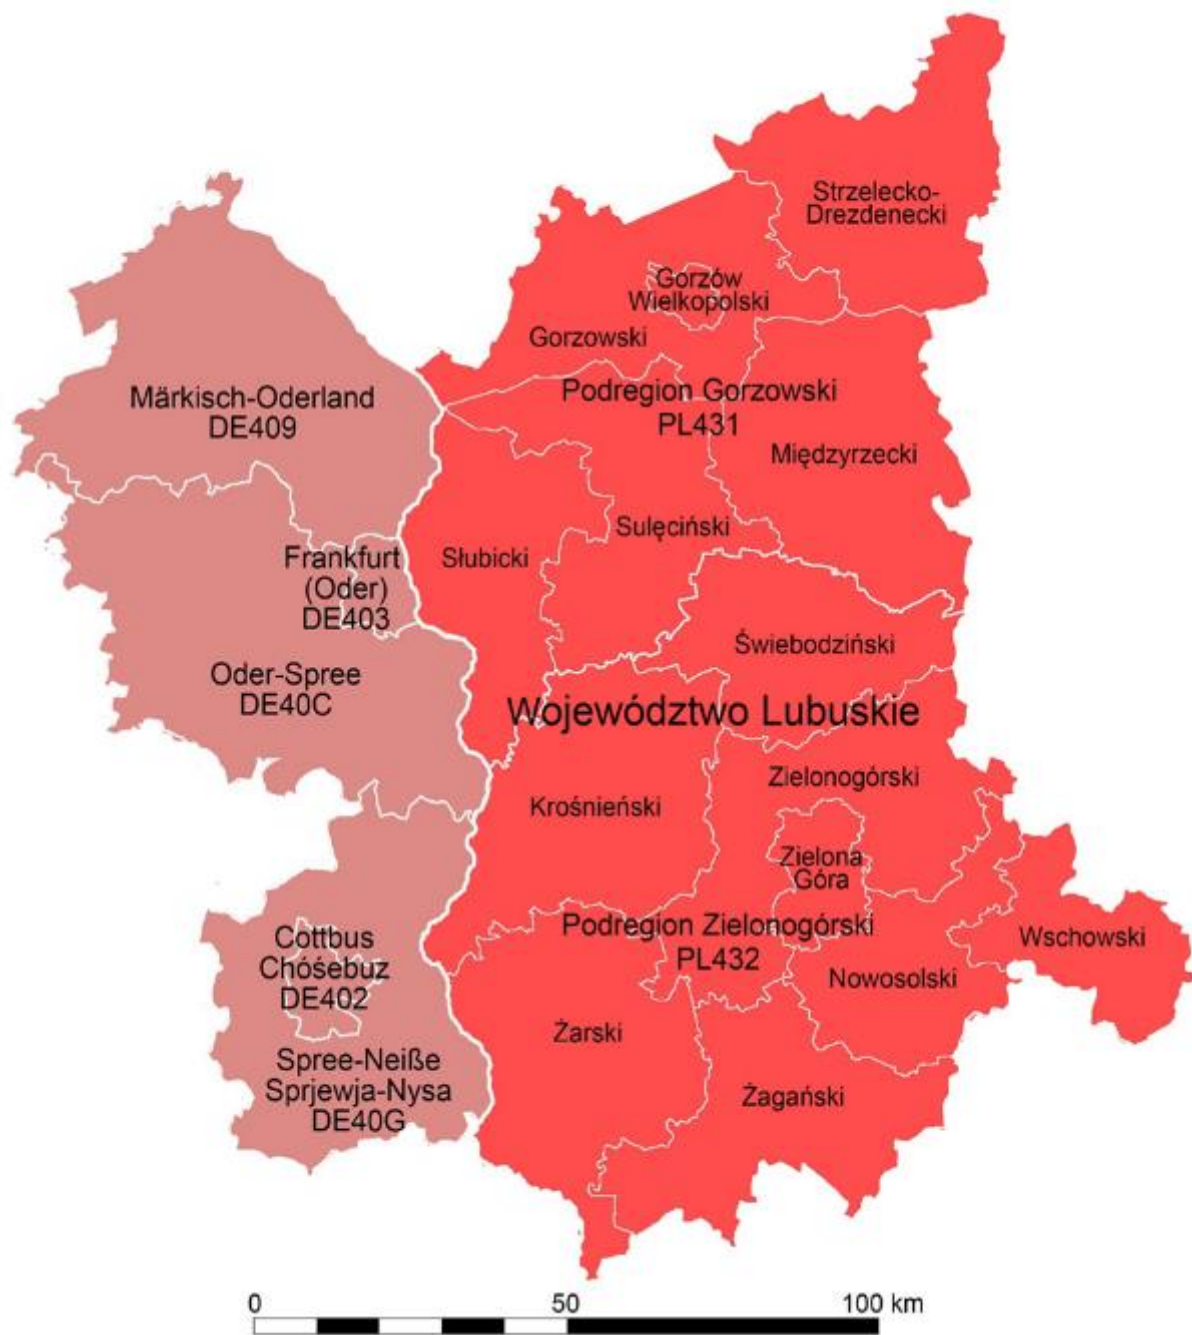 Strzelecko-
Drezdenecki
Gorzów
Wielkopolski
Gorzowski
Podregion Gorzowski
PL431
Märkisch-Oderland
DE409
Międzyrzecki
Sulęciński
Słubicki
Frankfurt
(Oder)
DE403
Świebodziński
Oder-Spree
DE40C
Województwo Lubuskie
Zielonogórski
Krośnieński
Zielona
Góra
Podregion Zielonogórski
PL432
Wschowski
Cottbus
Chóśebuz
DE402
Nowosolski
Żarski
Spree-Neiße
Sprjewja-Nysa
DE40G
Żagański
0 50 100 km